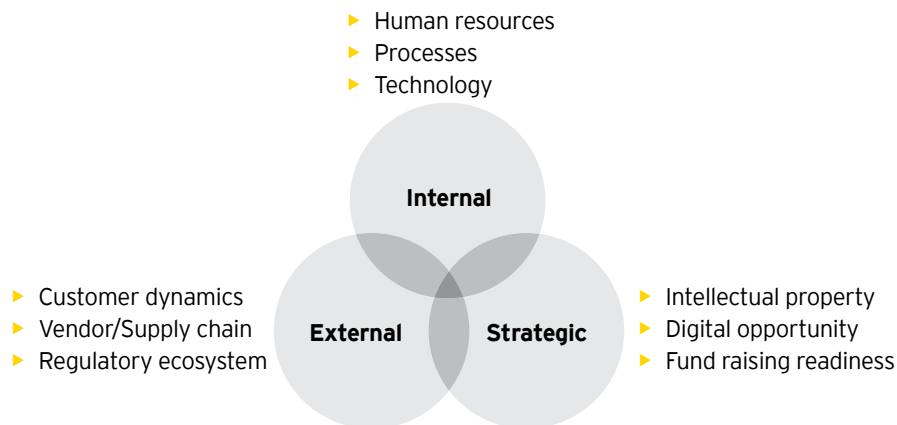 Human resources
Processes
Technology
Internal
Customer dynamics
Vendor/Supply chain
Regulatory ecosystem
External
Strategic
Intellectual property
Digital opportunity
Fund raising readiness